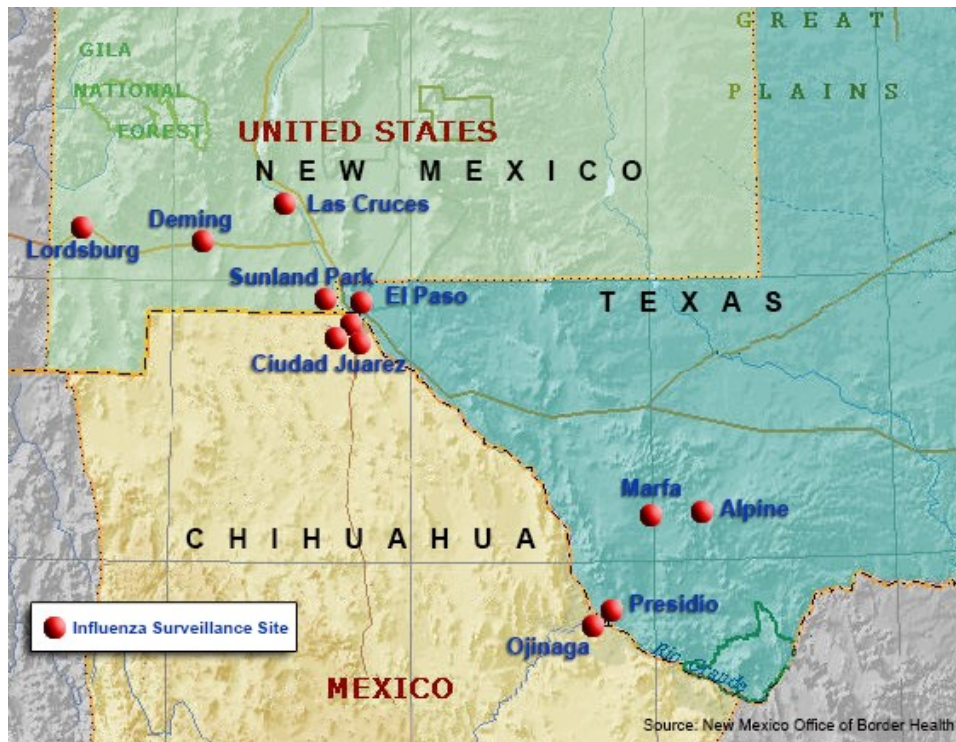 GREAT
PLAINS
GILA
NATIONAL
FOREST
UNITED STATES
NEW MEXICO
Las Cruces
Deming
Lordsburg
Sunland Park
El Paso
TEXAS
Ciudad Juarez
Marfa
Alpine
CHIHUAHUA
Presidio
Influenza Surveillance Site
Ojinaga
Rio Grande
MEXICO
Source: New Mexico Office of Border Health